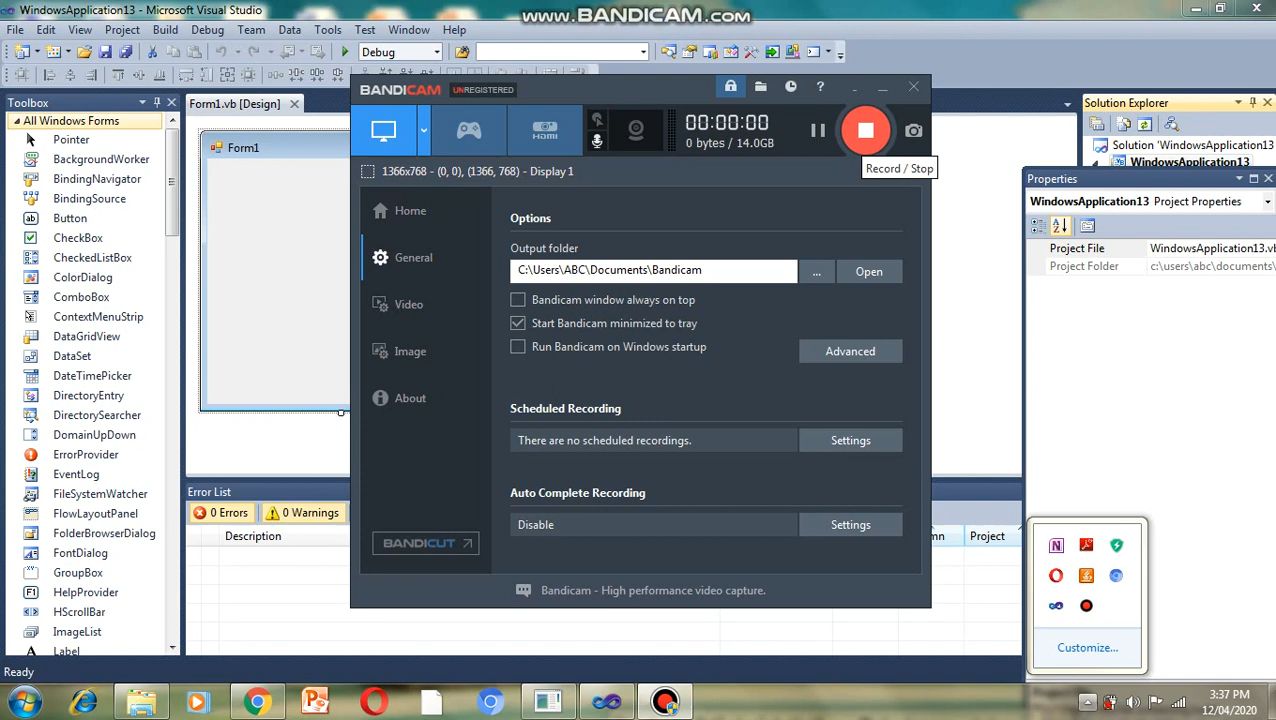 WindowsApplication13 - Microsoft Visual Studio
www.BANDICAM.com
File Edit View Project Build Debug Team Data Tools Test Window Help
Debug
Toolbox
All Windows Forms
Pointer
BackgroundWorker
BindingNavigator
BindingSource
Button
CheckBox
CheckedListBox
ColorDialog
ComboBox
ContextMenuStrip
DataGridView
DataSet
DateTimePicker
DirectoryEntry
DirectorySearcher
DomainUpDown
ErrorProvider
EventLog
FileSystemWatcher
FlowLayoutPanel
FolderBrowserDialog
FontDialog
GroupBox
HelpProvider
HScrollBar
ImageList
Label
Form1.vb [Design]
Form1
BANDICAM UNREGISTERED
HDMI
00:00:00
0 bytes / 14.0GB
Record / Stop
1366x768 - (0, 0), (1366, 768) - Display 1
Home
General
Video
Image
About
BANDICUT
Options
Output folder
C:\Users\ABC\Documents\Bandicam
... Open
Bandicam window always on top
Start Bandicam minimized to tray
Run Bandicam on Windows startup
Advanced
Scheduled Recording
There are no scheduled recordings. Settings
Auto Complete Recording
Disable Settings
Bandicam - High performance video capture.
Error List
0 Errors 0 Warnings
Description
mn Project
Solution Explorer
Solution 'WindowsApplication13'
WindowsApplication13
Properties
WindowsApplication13 Project Properties
Project File WindowsApplication13.vb
Project Folder c:\users\abc\documents\
Customize...
Ready
3:37 PM
12/04/2020